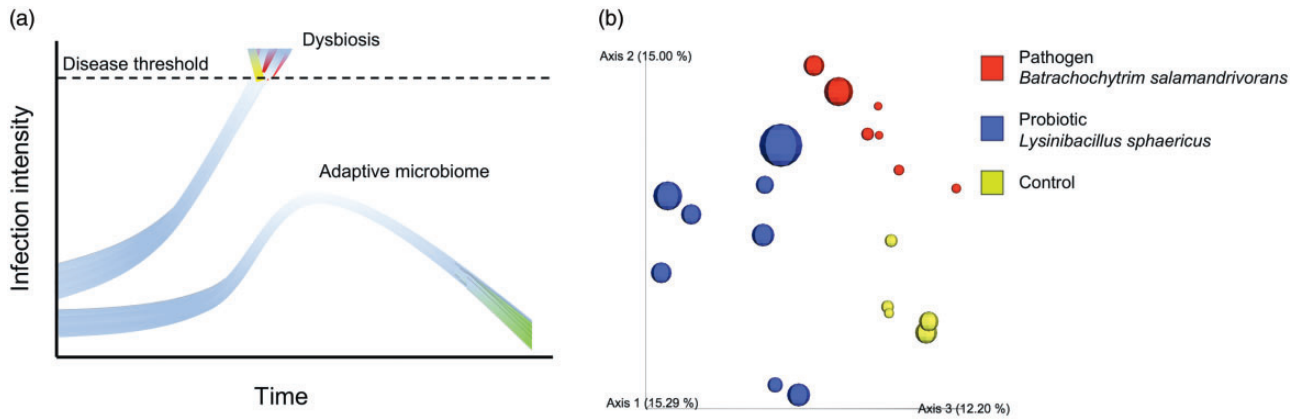 (a)
Dysbiosis
Disease threshold
Adaptive microbiome
Infection intensity
Time
(b)
Axis 2 (15.00 %)
Axis 1 (15.29 %)
Axis 3 (12.20 %)
Pathogen
Batrachochytrim salamandrivorans
Probiotic
Lysinibacillus sphaericus
Control